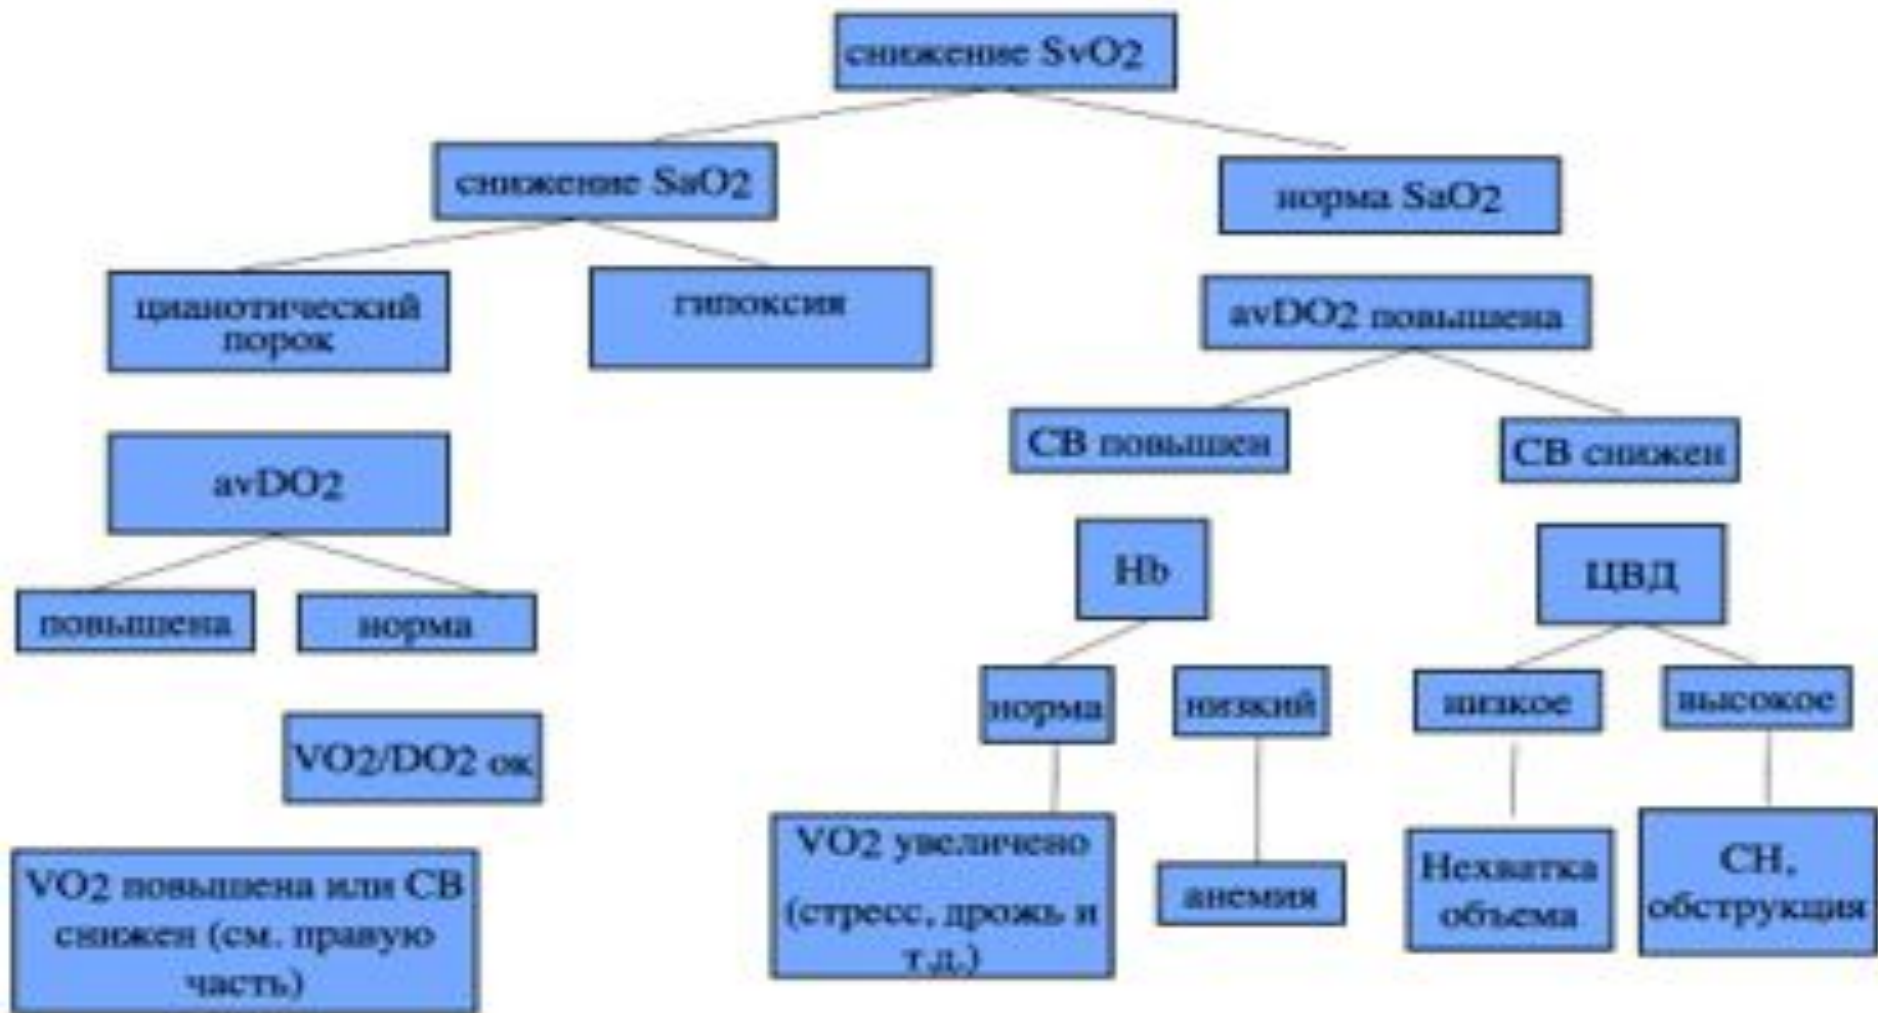 снижение SvO2
снижение SaO2
норма SaO2
цианотический
порок
гипоксия
avDO2 повышена
СВ повышен
СВ снижен
avDO2
Hb
ЦВД
повышена
норма
норма
низкий
низкое
высокое
VO2/DO2 ок
VO2 повышена или СВ
снижен (см. правую
часть)
VO2 увеличено
(стресс, дрожь и
т.д.)
анемия
Нехватка
объема
СН,
обструкция